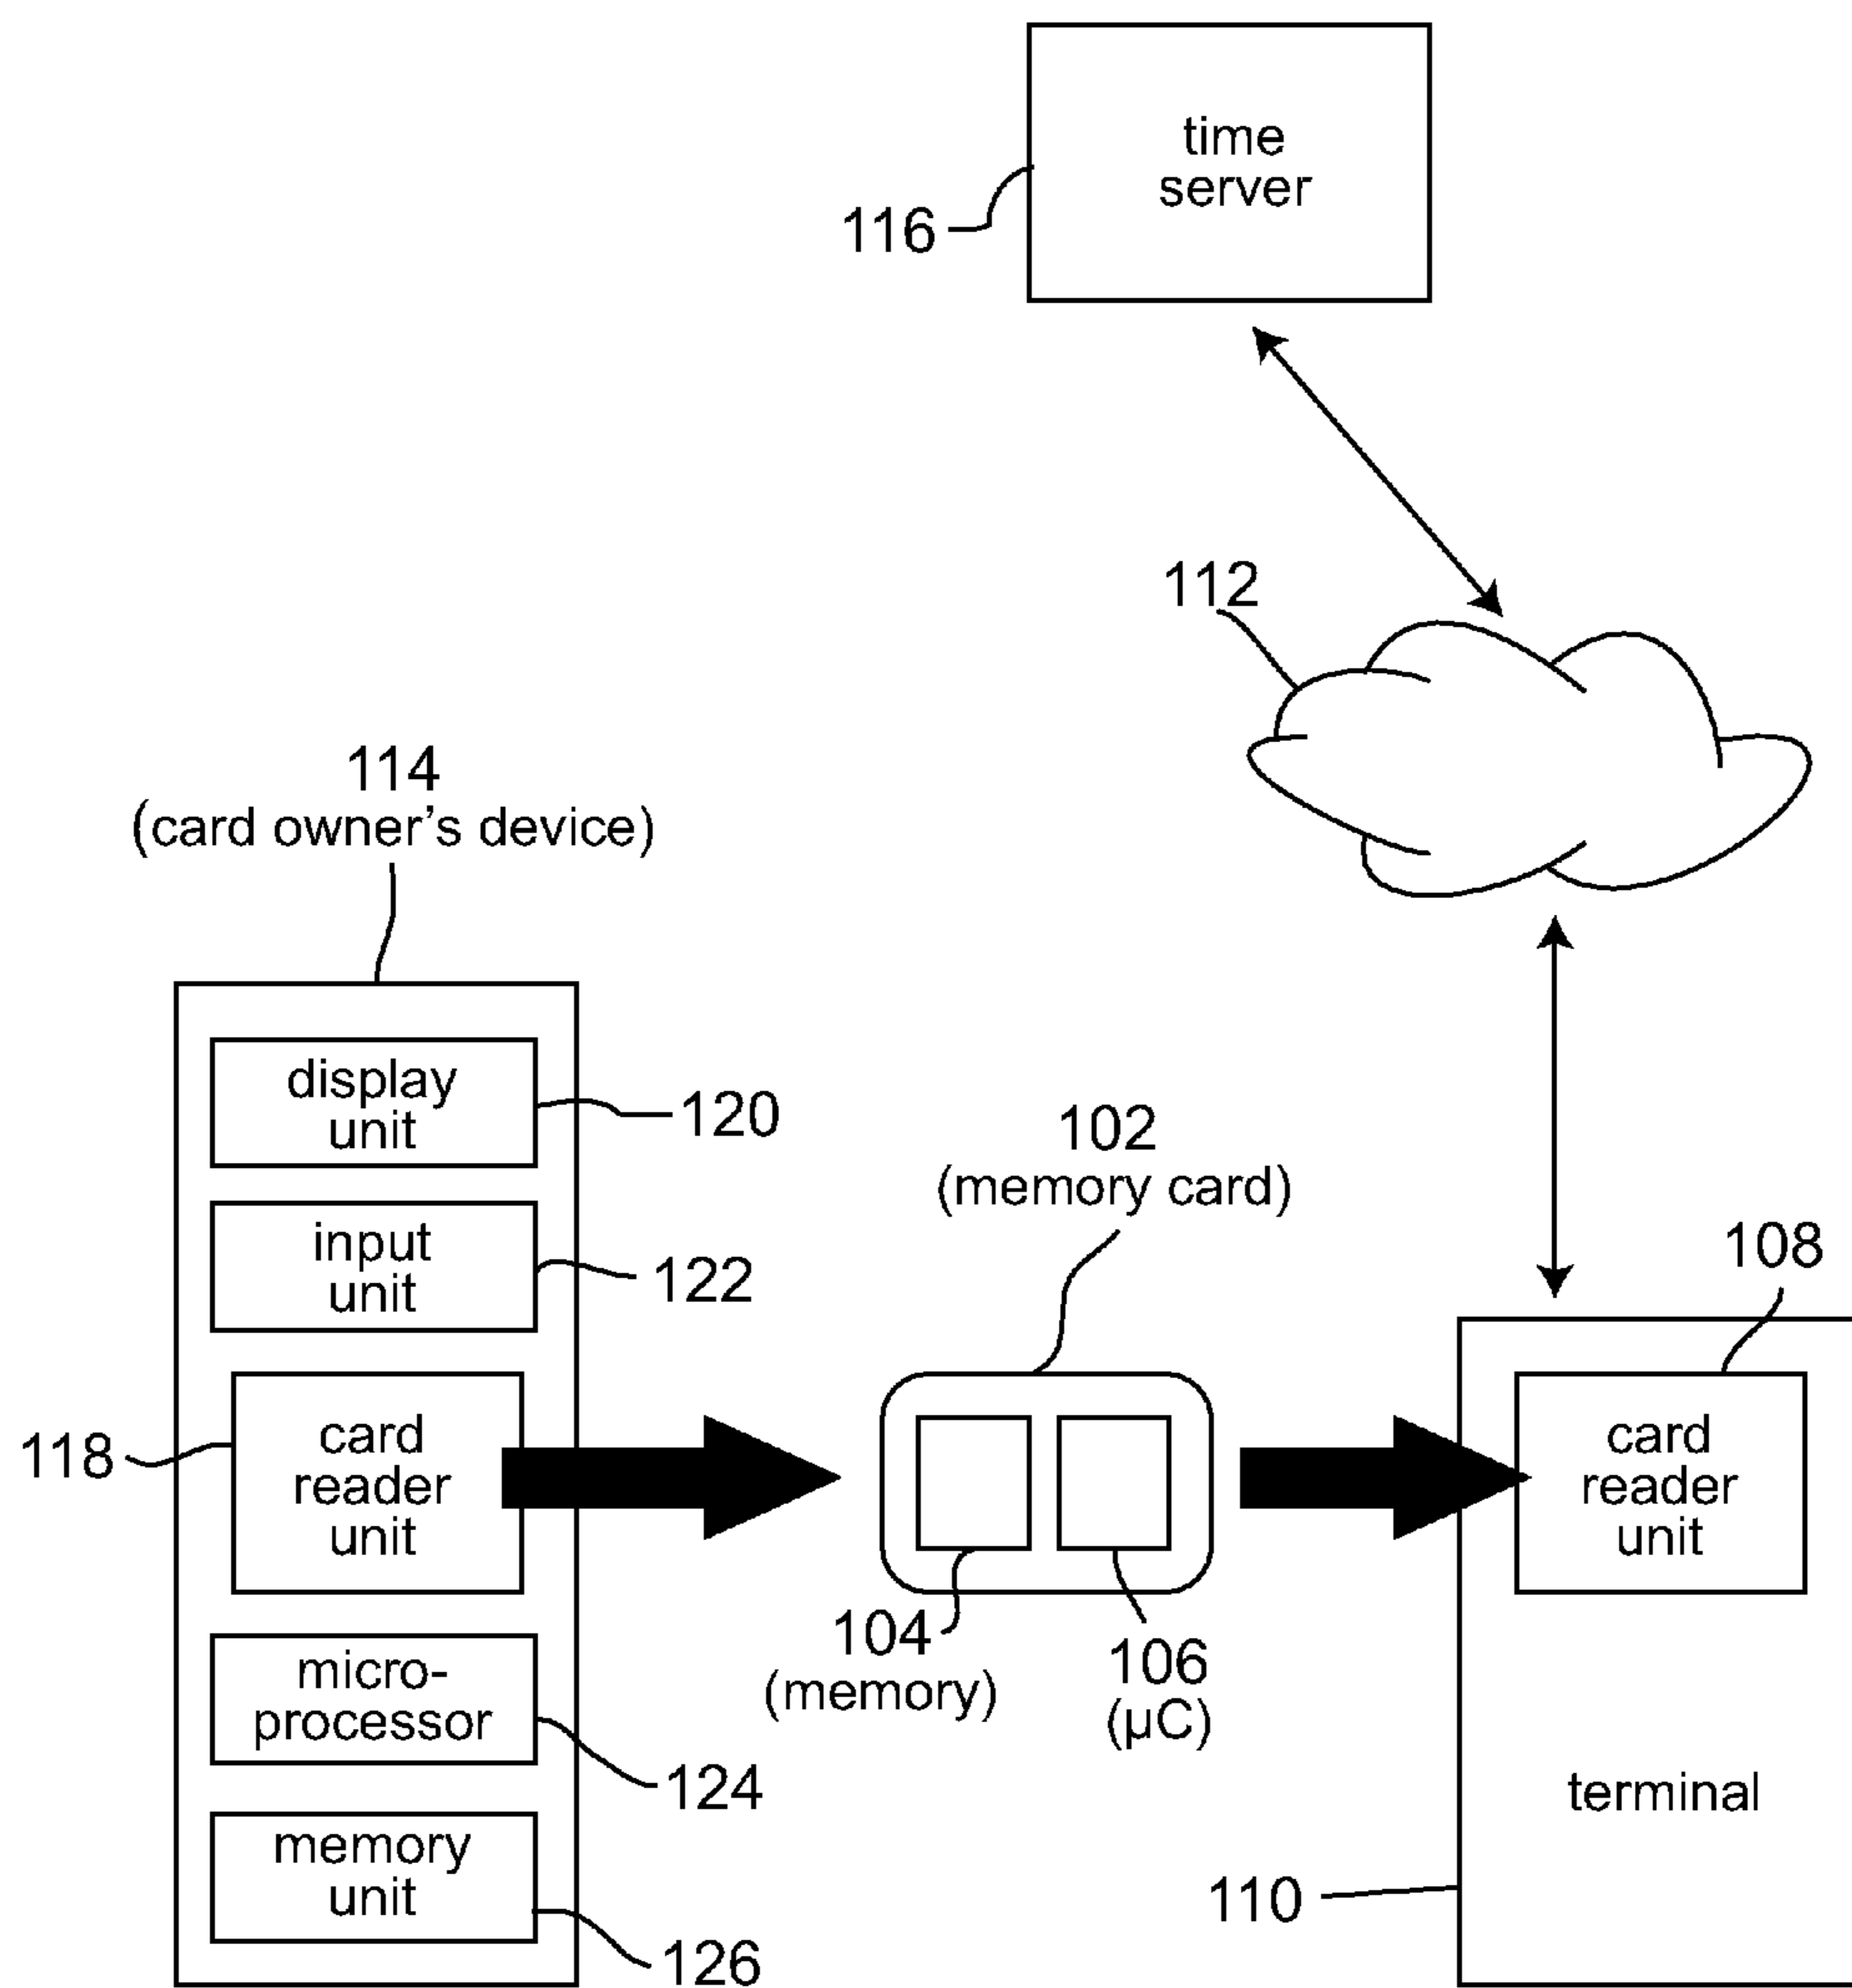 time
server
116
112
114
(card owner's device)
display
unit
120
input
unit
122
118
card
reader
unit
micro-
processor
124
memory
unit
126
102
(memory card)
104
(memory)
106
(µC)
108
card
reader
unit
terminal
110